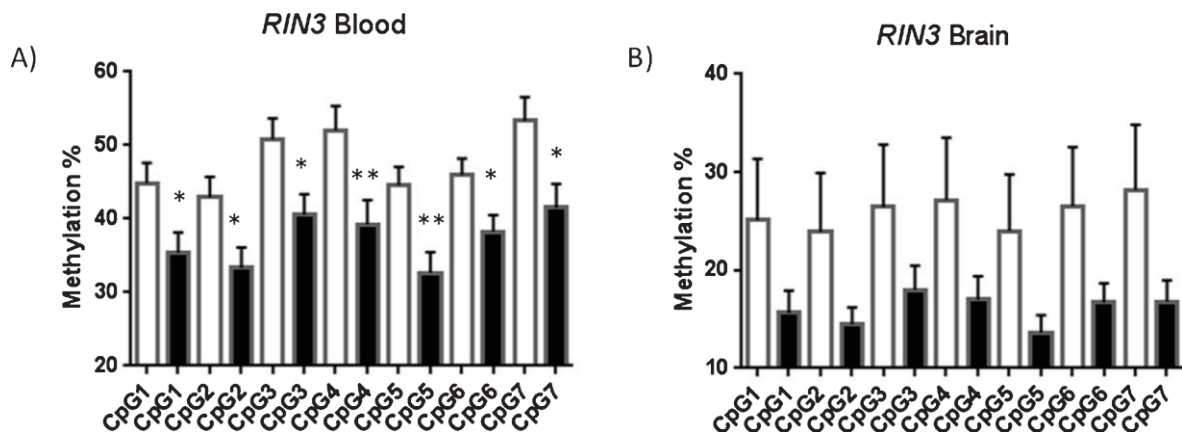 RIN3 Blood
A)
Methylation %
60
50
40
30
20
*
*
*
**
**
*
*
CpG1 CpG1 CpG2 CpG2 CpG3 CpG3 CpG4 CpG4 CpG5 CpG5 CpG6 CpG6 CpG7 CpG7
RIN3 Brain
B)
Methylation %
40
30
20
10
CpG1 CpG1 CpG2 CpG2 CpG3 CpG3 CpG4 CpG4 CpG5 CpG5 CpG6 CpG6 CpG7 CpG7